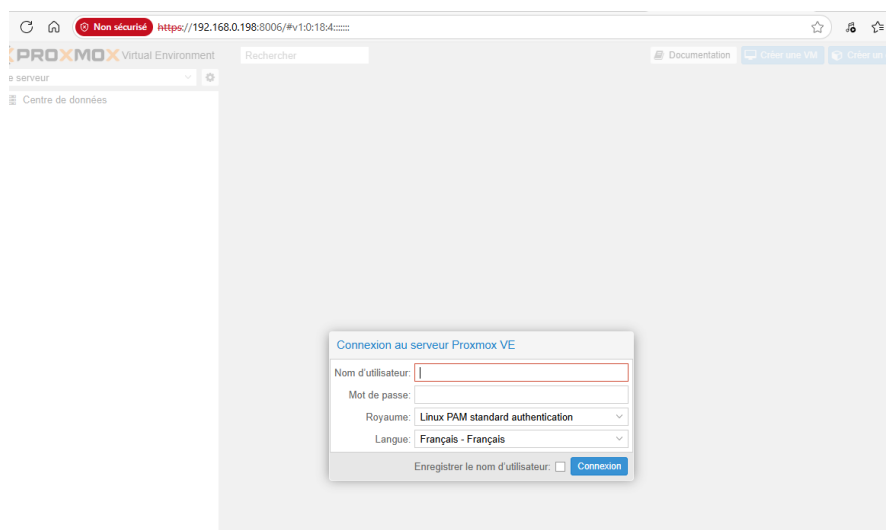 Non sécurisé https://192.168.0.198:8006/#v1:0:18:4:::::::
PROXMOX Virtual Environment Rechercher Documentation Créer une VM Créer un
e serveur
Centre de données
Connexion au serveur Proxmox VE
Nom d'utilisateur:
Mot de passe:
Royaume: Linux PAM standard authentication
Langue: Français - Français
Enregistrer le nom d'utilisateur: Connexion